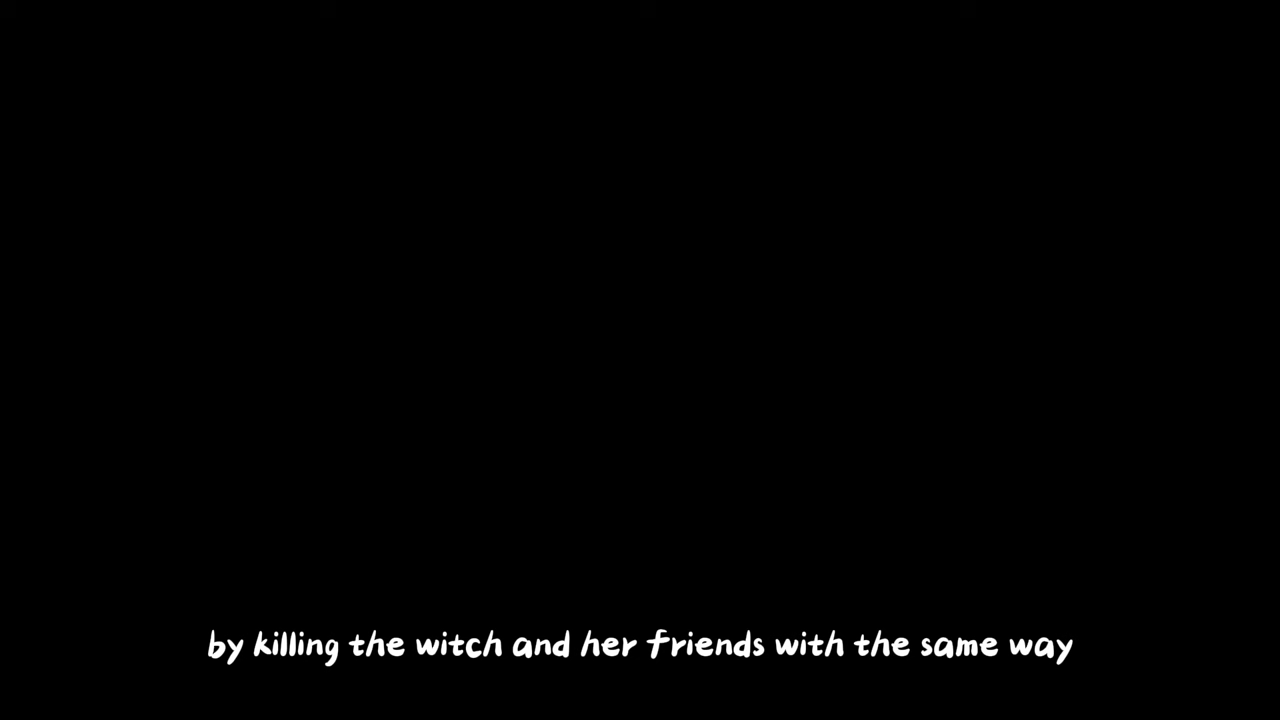 by killing the witch and her friends with the same way